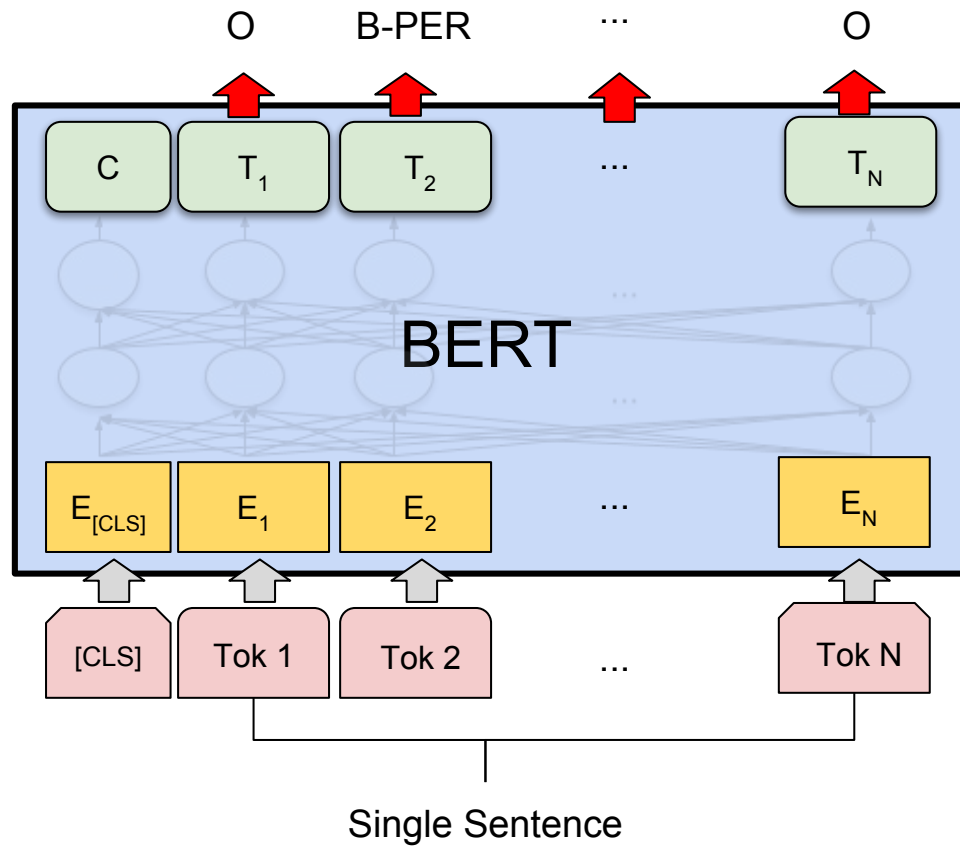 O B-PER ... O
C T1 T2 ... TN
...
BERT
...
E[CLS] E1 E2 ... EN
[CLS] Tok 1 Tok 2 ... Tok N
Single Sentence